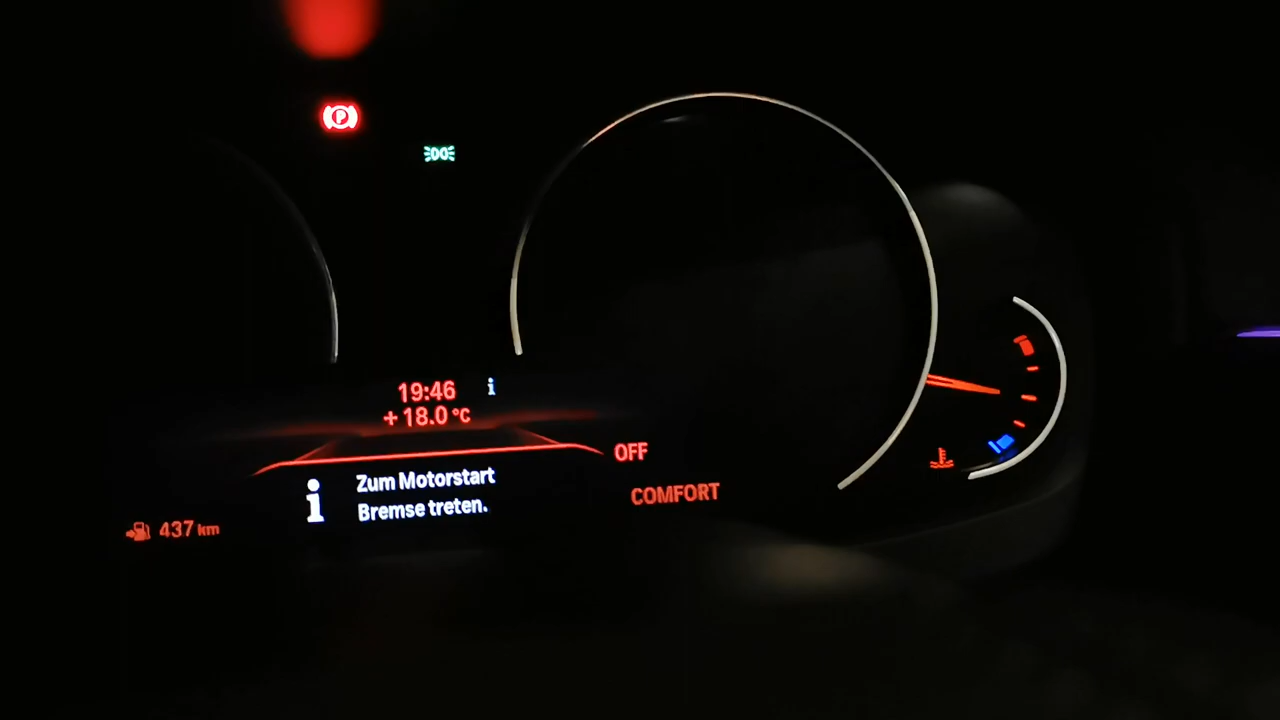 P
19:46
+ 18.0 °C
OFF
Zum Motorstart
Bremse treten.
COMFORT
437 km